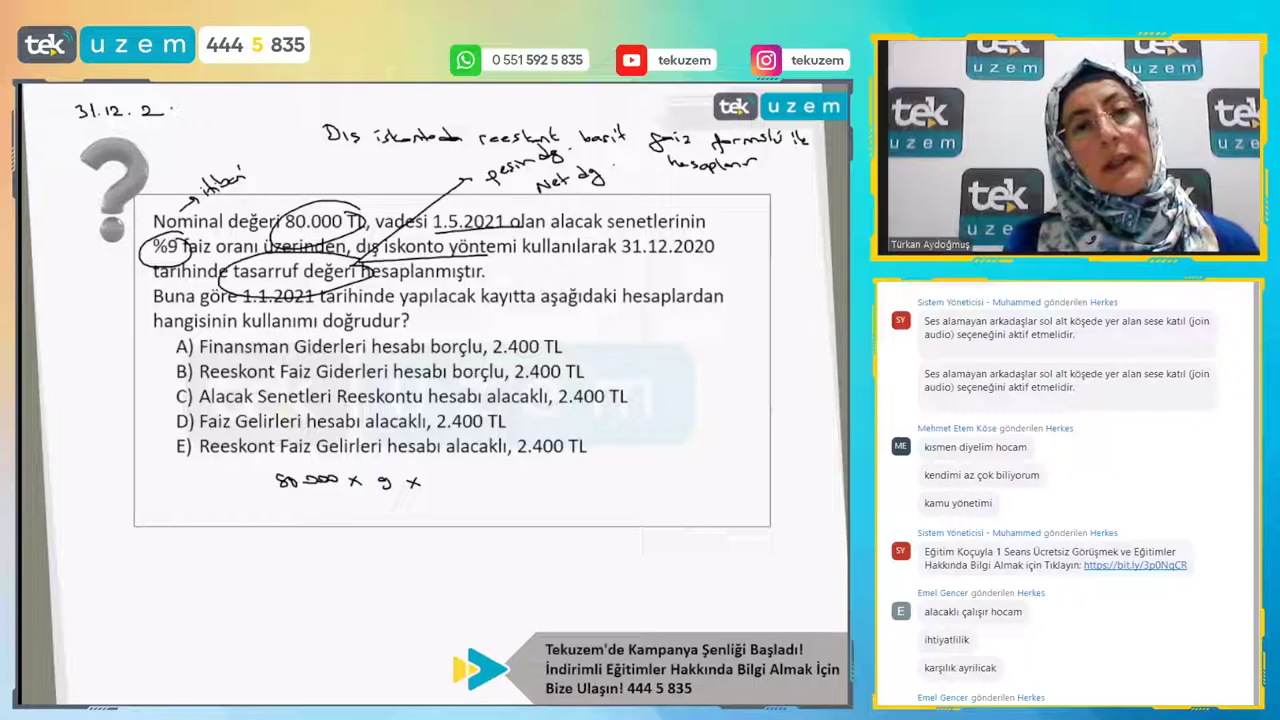 tek uzem 444 5 835
0 551 592 5 835
tekuzem
tekuzem
tek uzem
31.12.2
Dış iskontoda reeskont basit faiz formülü ile hesaplanır
peşin değ.
Net değ.
itibari
Nominal değeri 80.000 TL, vadesi 1.5.2021 olan alacak senetlerinin
%9 faiz oranı üzerinden, dış iskonto yöntemi kullanılarak 31.12.2020
tarihinde tasarruf değeri hesaplanmıştır.
Buna göre 1.1.2021 tarihinde yapılacak kayıtta aşağıdaki hesaplardan
hangisinin kullanımı doğrudur?
A) Finansman Giderleri hesabı borçlu, 2.400 TL
B) Reeskont Faiz Giderleri hesabı borçlu, 2.400 TL
C) Alacak Senetleri Reeskontu hesabı alacaklı, 2.400 TL
D) Faiz Gelirleri hesabı alacaklı, 2.400 TL
E) Reeskont Faiz Gelirleri hesabı alacaklı, 2.400 TL
80.000 x 9 x
Tekuzem'de Kampanya Şenliği Başladı!
İndirimli Eğitimler Hakkında Bilgi Almak İçin
Bize Ulaşın! 444 5 835
tek uzem
Türkan Aydoğmuş
Sistem Yöneticisi - Muhammed gönderilen Herkes
SY
Ses alamayan arkadaşlar sol alt köşede yer alan sese katıl (join
audio) seçeneğini aktif etmelidir.
Ses alamayan arkadaşlar sol alt köşede yer alan sese katıl (join
audio) seçeneğini aktif etmelidir.
Mehmet Etem Köse gönderilen Herkes
ME
kısmen diyelim hocam
kendimi az çok biliyorum
kamu yönetimi
Sistem Yöneticisi - Muhammed gönderilen Herkes
SY
Eğitim Koçuyla 1 Seans Ücretsiz Görüşmek ve Eğitimler
Hakkında Bilgi Almak için Tıklayın: https://bit.ly/3p0NqCR
Emel Gencer gönderilen Herkes
E
alacaklı çalışır hocam
ihtiyatlilik
karşılık ayrilicak
Emel Gencer gönderilen Herkes